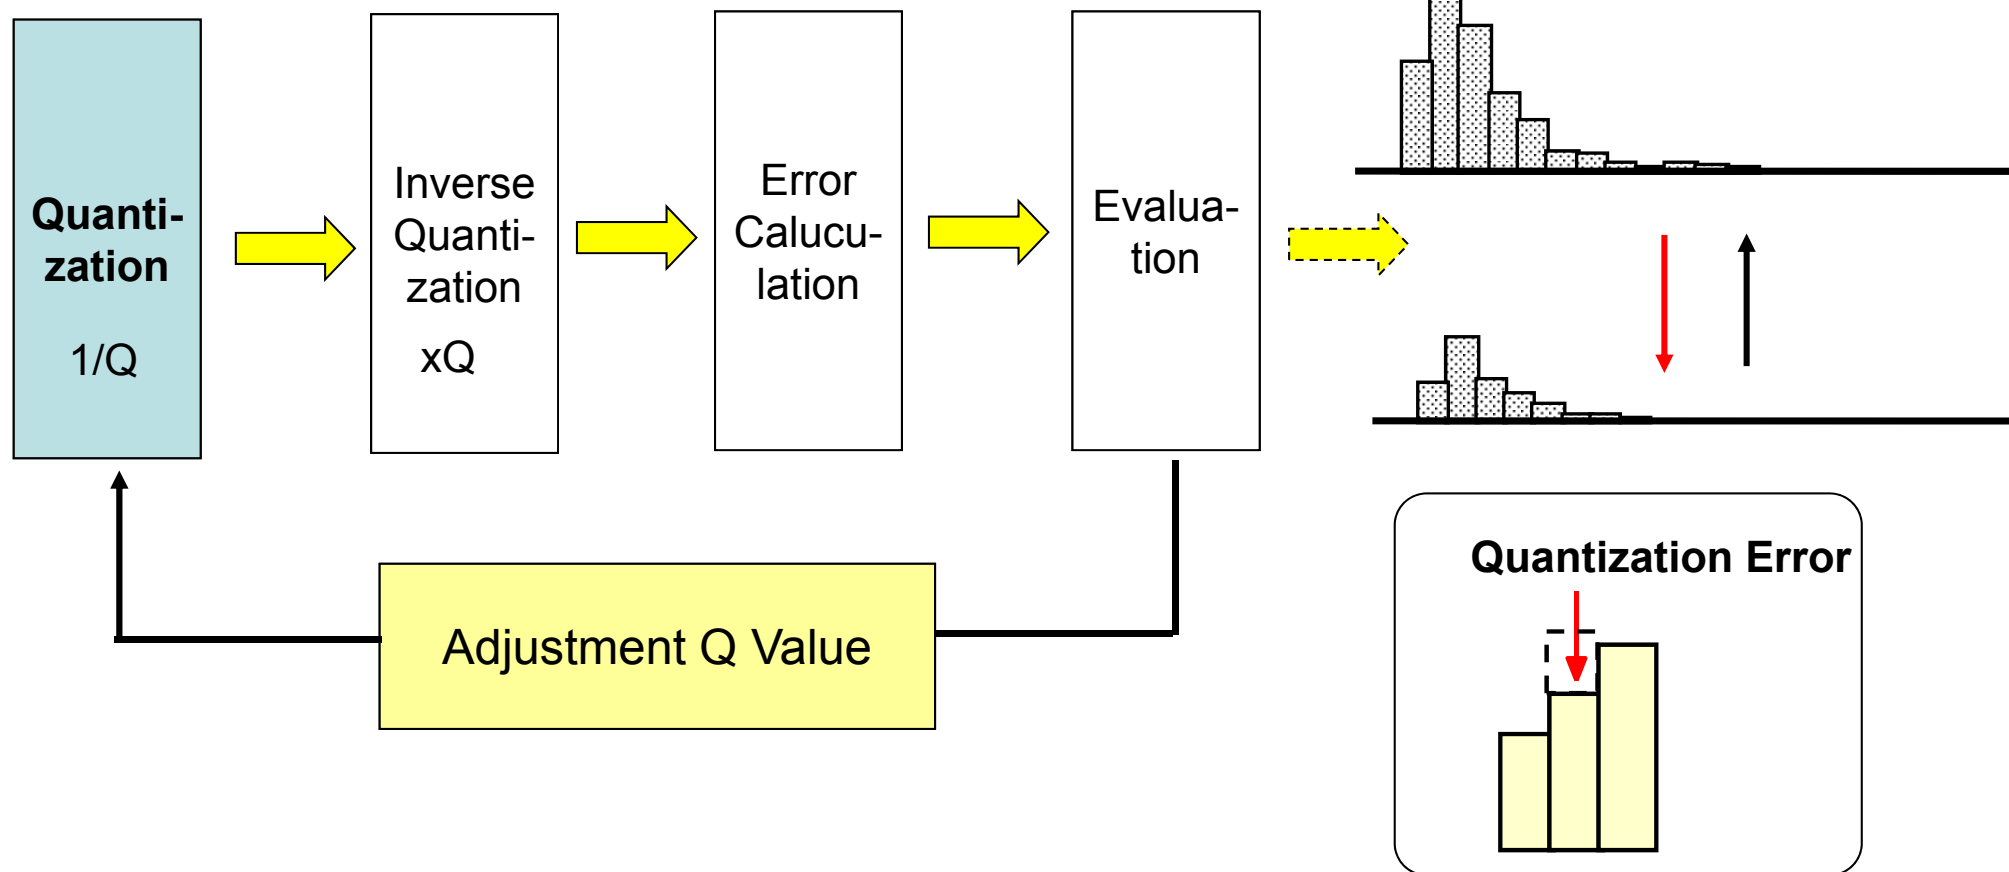 Quanti-
zation
1/Q
Inverse
Quanti-
zation
xQ
Error
Calucu-
lation
Evalua-
tion
Adjustment Q Value
Quantization Error